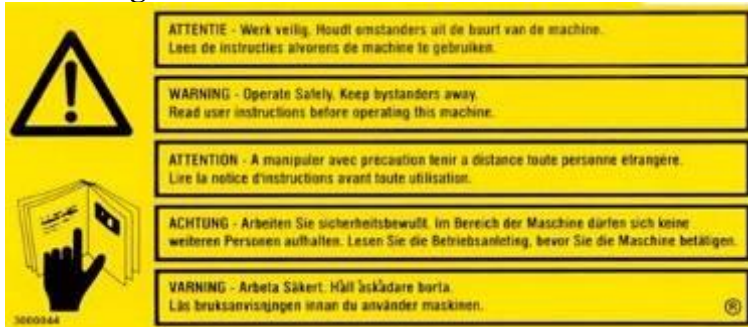 ATTENTIE - Werk veilig. Houdt omstanders uit de buurt van de machine.
Lees de instructies alvorens de machine te gebruiken.
WARNING - Operate Safely. Keep bystanders away.
Read user instructions before operating this machine.
ATTENTION - A manipuler avec précaution tenir a distance toute personne étrangére.
Lire la notice d'instructions avant toute utilisation.
ACHTUNG - Arbeiten Sie sicherheitsbewußt. Im Bereich der Maschine dürfen sich keine
weiteren Personen aufhalten. Lesen Sie die Betriebsanleting, bevor Sie die Maschine betätigen.
VARNING - Arbeta Säkert. Håll åskådare borta.
Läs bruksanvisnjngen innan du använder maskinen.
3000044
®